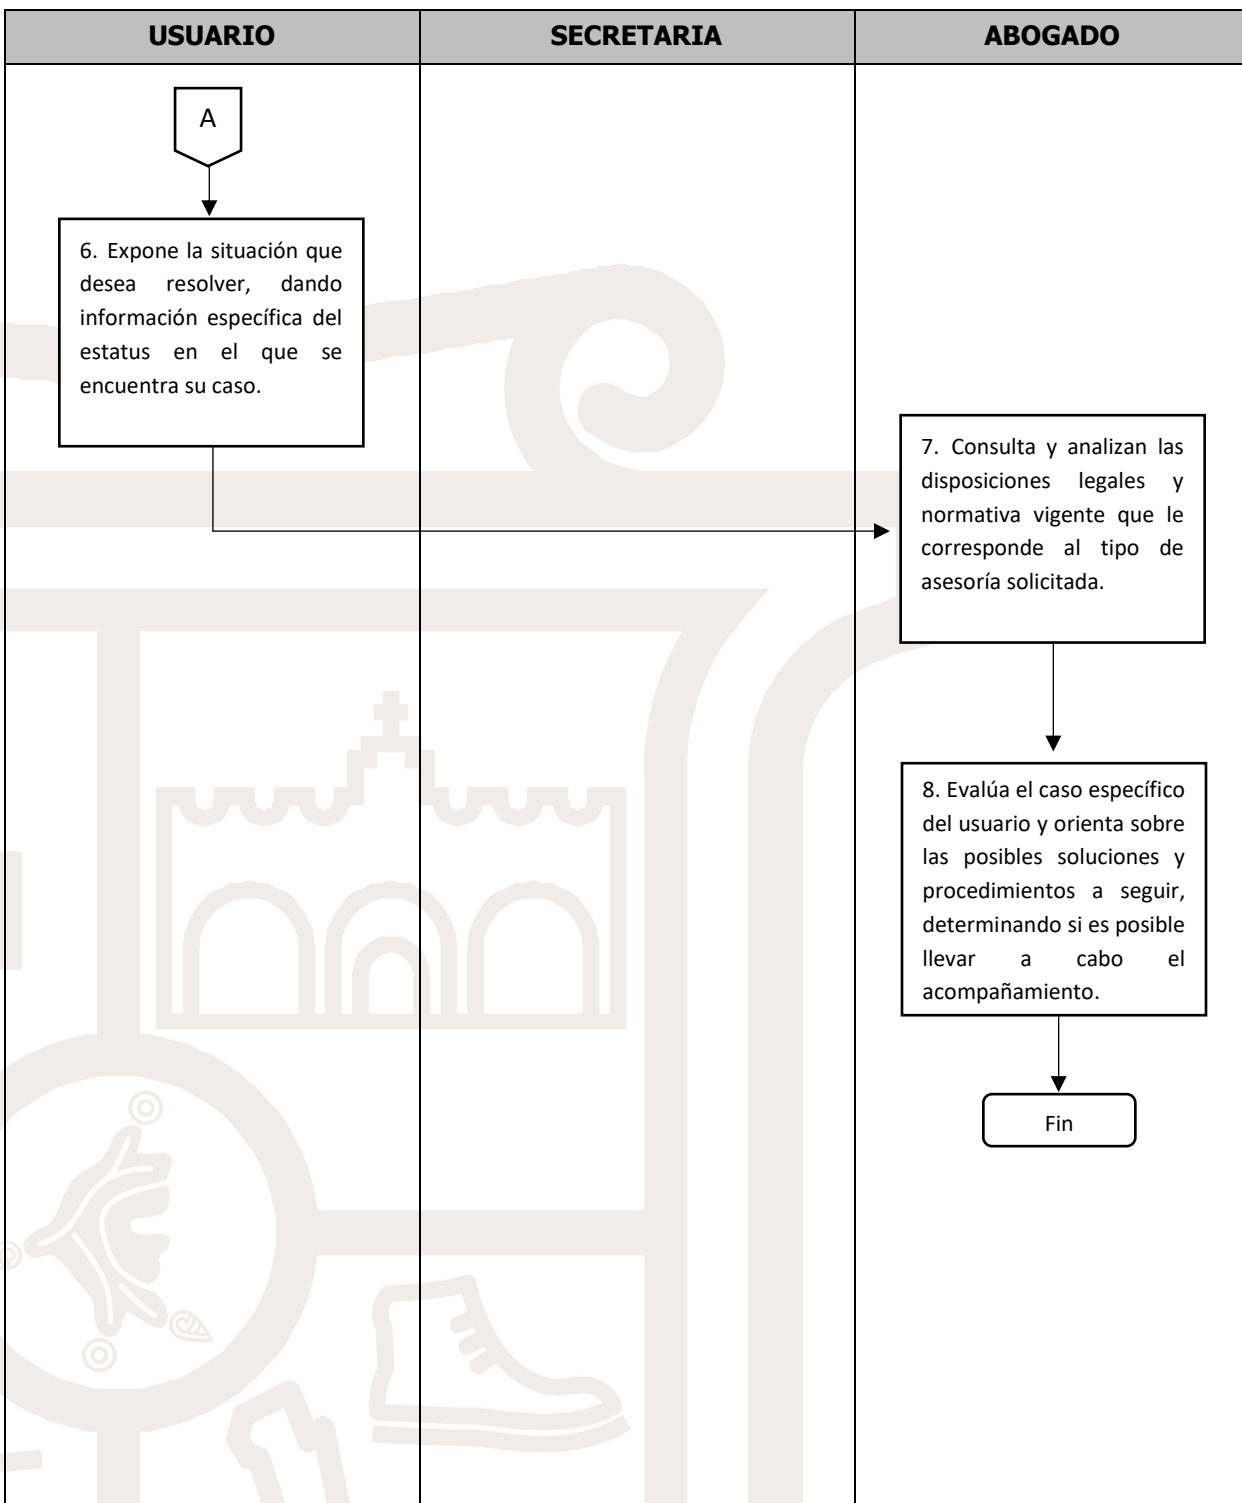 USUARIO SECRETARIA ABOGADO
A
6. Expone la situación que
desea resolver, dando
información específica del
estatus en el que se
encuentra su caso.
7. Consulta y analizan las
disposiciones legales y
normativa vigente que le
corresponde al tipo de
asesoría solicitada.
8. Evalúa el caso específico
del usuario y orienta sobre
las posibles soluciones y
procedimientos a seguir,
determinando si es posible
llevar a cabo el
acompañamiento.
Fin